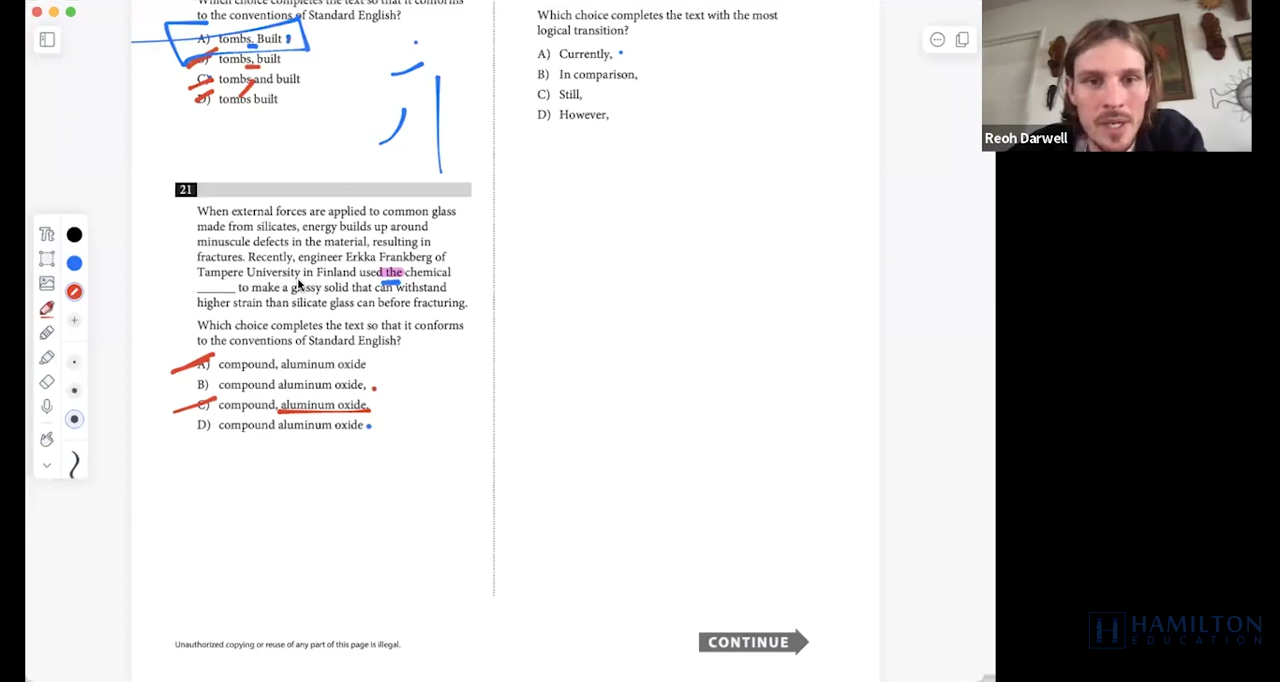 Which choice completes the text so that it conforms
to the conventions of Standard English?
A) tombs. Built
B) tombs, built
C) tombs and built
D) tombs built
21
When external forces are applied to common glass
made from silicates, energy builds up around
minuscule defects in the material, resulting in
fractures. Recently, engineer Erkka Frankberg of
Tampere University in Finland used the chemical
______ to make a glassy solid that can withstand
higher strain than silicate glass can before fracturing.
Which choice completes the text so that it conforms
to the conventions of Standard English?
A) compound, aluminum oxide
B) compound aluminum oxide,
C) compound, aluminum oxide,
D) compound aluminum oxide
Which choice completes the text with the most
logical transition?
A) Currently,
B) In comparison,
C) Still,
D) However,
Unauthorized copying or reuse of any part of this page is illegal.
CONTINUE
Tt
Reoh Darwell
H HAMILTON
EDUCATION